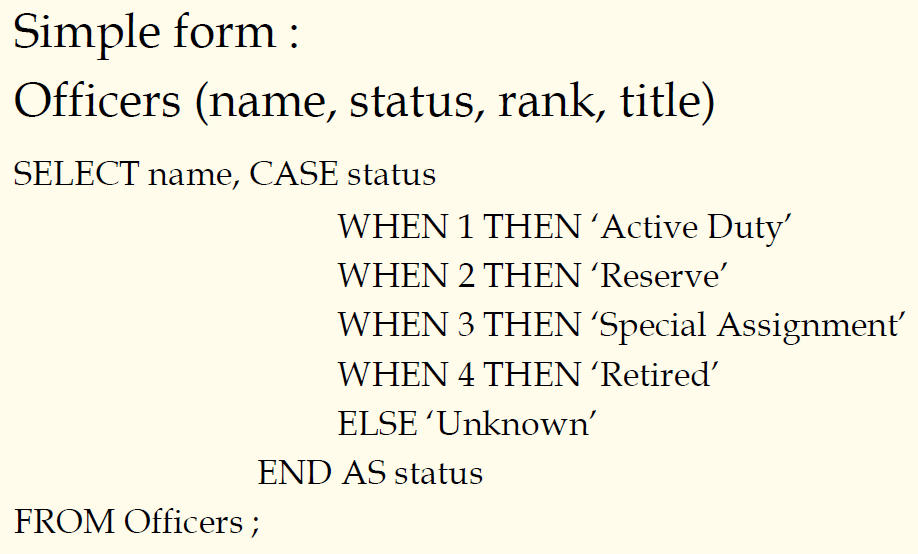 Simple form :
Officers (name, status, rank, title)
SELECT name, CASE status
WHEN 1 THEN ‘Active Duty’
WHEN 2 THEN ‘Reserve’
WHEN 3 THEN ‘Special Assignment’
WHEN 4 THEN ‘Retired’
ELSE ‘Unknown’
END AS status
FROM Officers ;